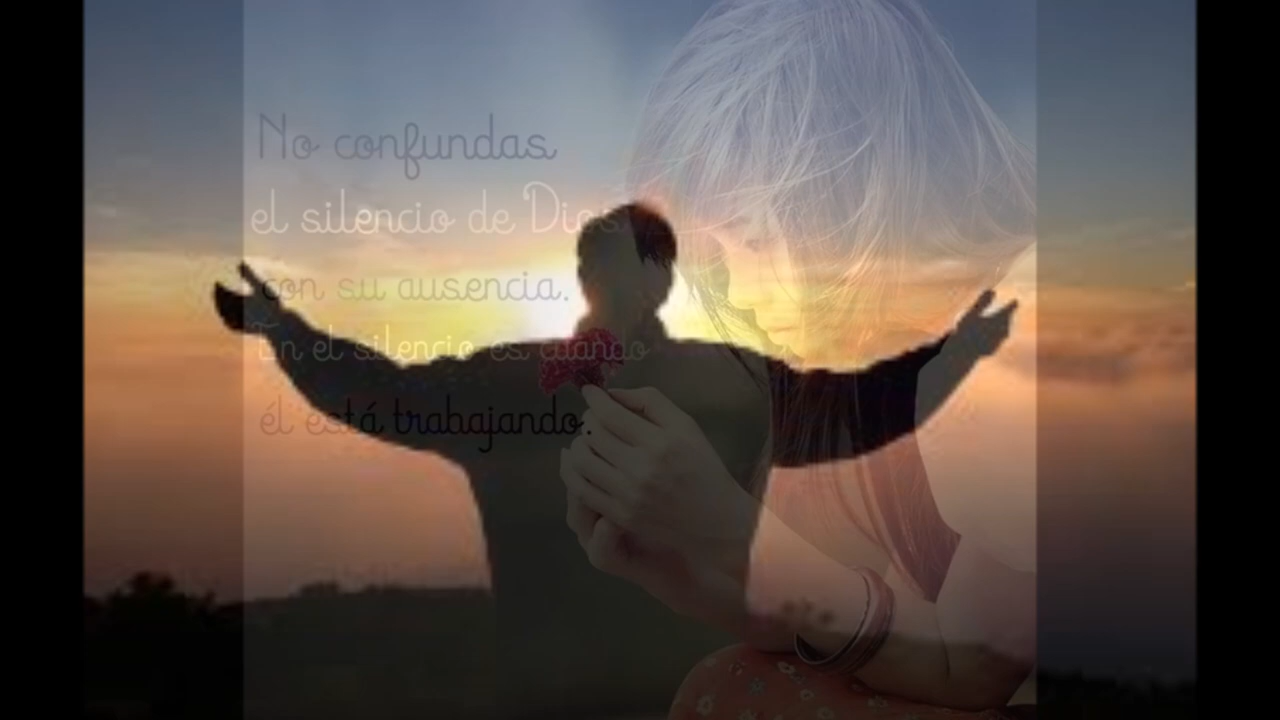 No confundas
el silencio de Dios
con su ausencia.
En el silencio es cuando
él está trabajando.